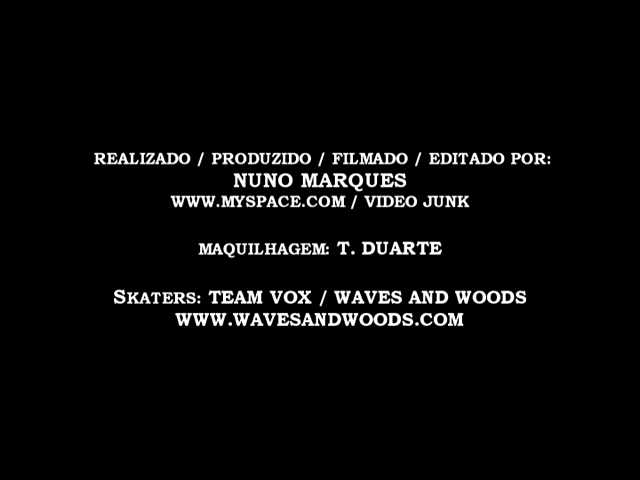 REALIZADO / PRODUZIDO / FILMADO / EDITADO POR:
NUNO MARQUES
WWW.MYSPACE.COM / VIDEO JUNK
MAQUILHAGEM: T. DUARTE
SKATERS: TEAM VOX / WAVES AND WOODS
WWW.WAVESANDWOODS.COM